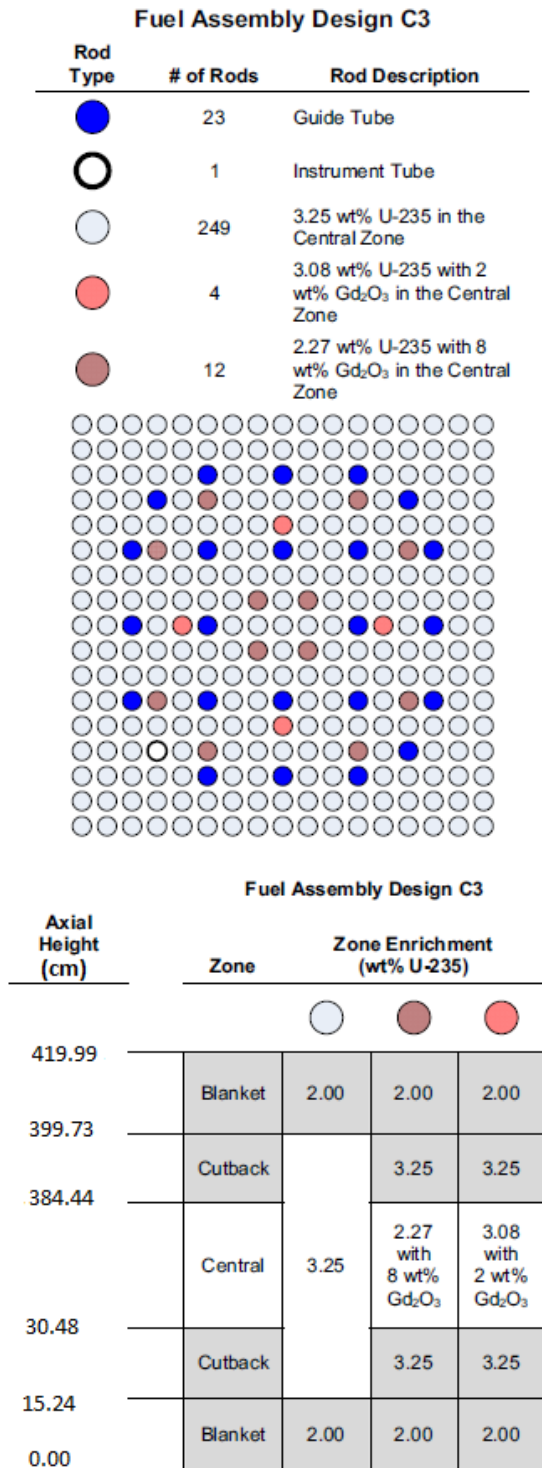 Fuel Assembly Design C3
Rod
Type
# of Rods
Rod Description
23
Guide Tube
1
Instrument Tube
249
3.25 wt% U-235 in the
Central Zone
4
3.08 wt% U-235 with 2
wt% Gd₂O₃ in the Central
Zone
12
2.27 wt% U-235 with 8
wt% Gd₂O₃ in the Central
Zone
Fuel Assembly Design C3
Axial
Height
(cm)
Zone
Zone Enrichment
(wt% U-235)
419.99
Blanket
2.00
2.00
2.00
399.73
Cutback
3.25
3.25
384.44
Central
3.25
2.27
with
8 wt%
Gd₂O₃
3.08
with
2 wt%
Gd₂O₃
30.48
Cutback
3.25
3.25
15.24
Blanket
2.00
2.00
2.00
0.00